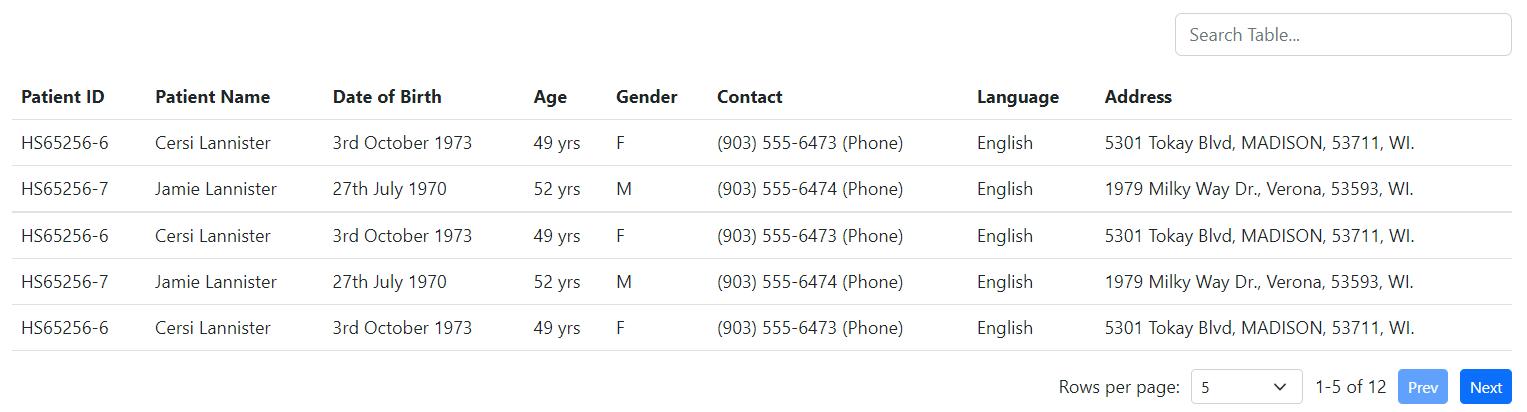 Search Table...
Patient ID Patient Name Date of Birth Age Gender Contact Language Address
HS65256-6 Cersi Lannister 3rd October 1973 49 yrs F (903) 555-6473 (Phone) English 5301 Tokay Blvd, MADISON, 53711, WI.
HS65256-7 Jamie Lannister 27th July 1970 52 yrs M (903) 555-6474 (Phone) English 1979 Milky Way Dr., Verona, 53593, WI.
HS65256-6 Cersi Lannister 3rd October 1973 49 yrs F (903) 555-6473 (Phone) English 5301 Tokay Blvd, MADISON, 53711, WI.
HS65256-7 Jamie Lannister 27th July 1970 52 yrs M (903) 555-6474 (Phone) English 1979 Milky Way Dr., Verona, 53593, WI.
HS65256-6 Cersi Lannister 3rd October 1973 49 yrs F (903) 555-6473 (Phone) English 5301 Tokay Blvd, MADISON, 53711, WI.
Rows per page: 5 1-5 of 12 Prev Next